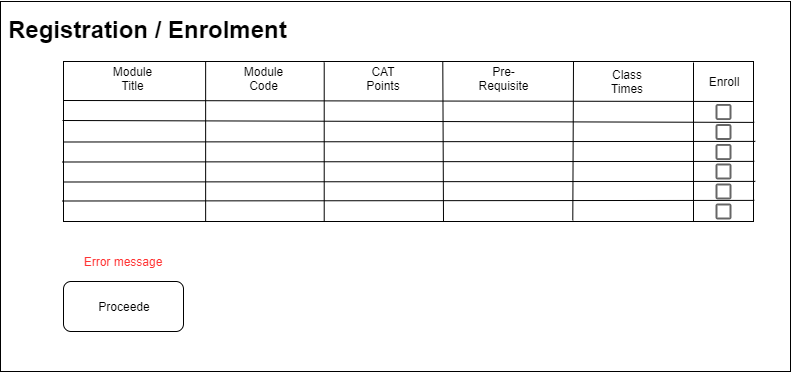 Registration / Enrolment
Module Title
Module Code
CAT Points
Pre-Requisite
Class Times
Enroll
Error message
Proceede